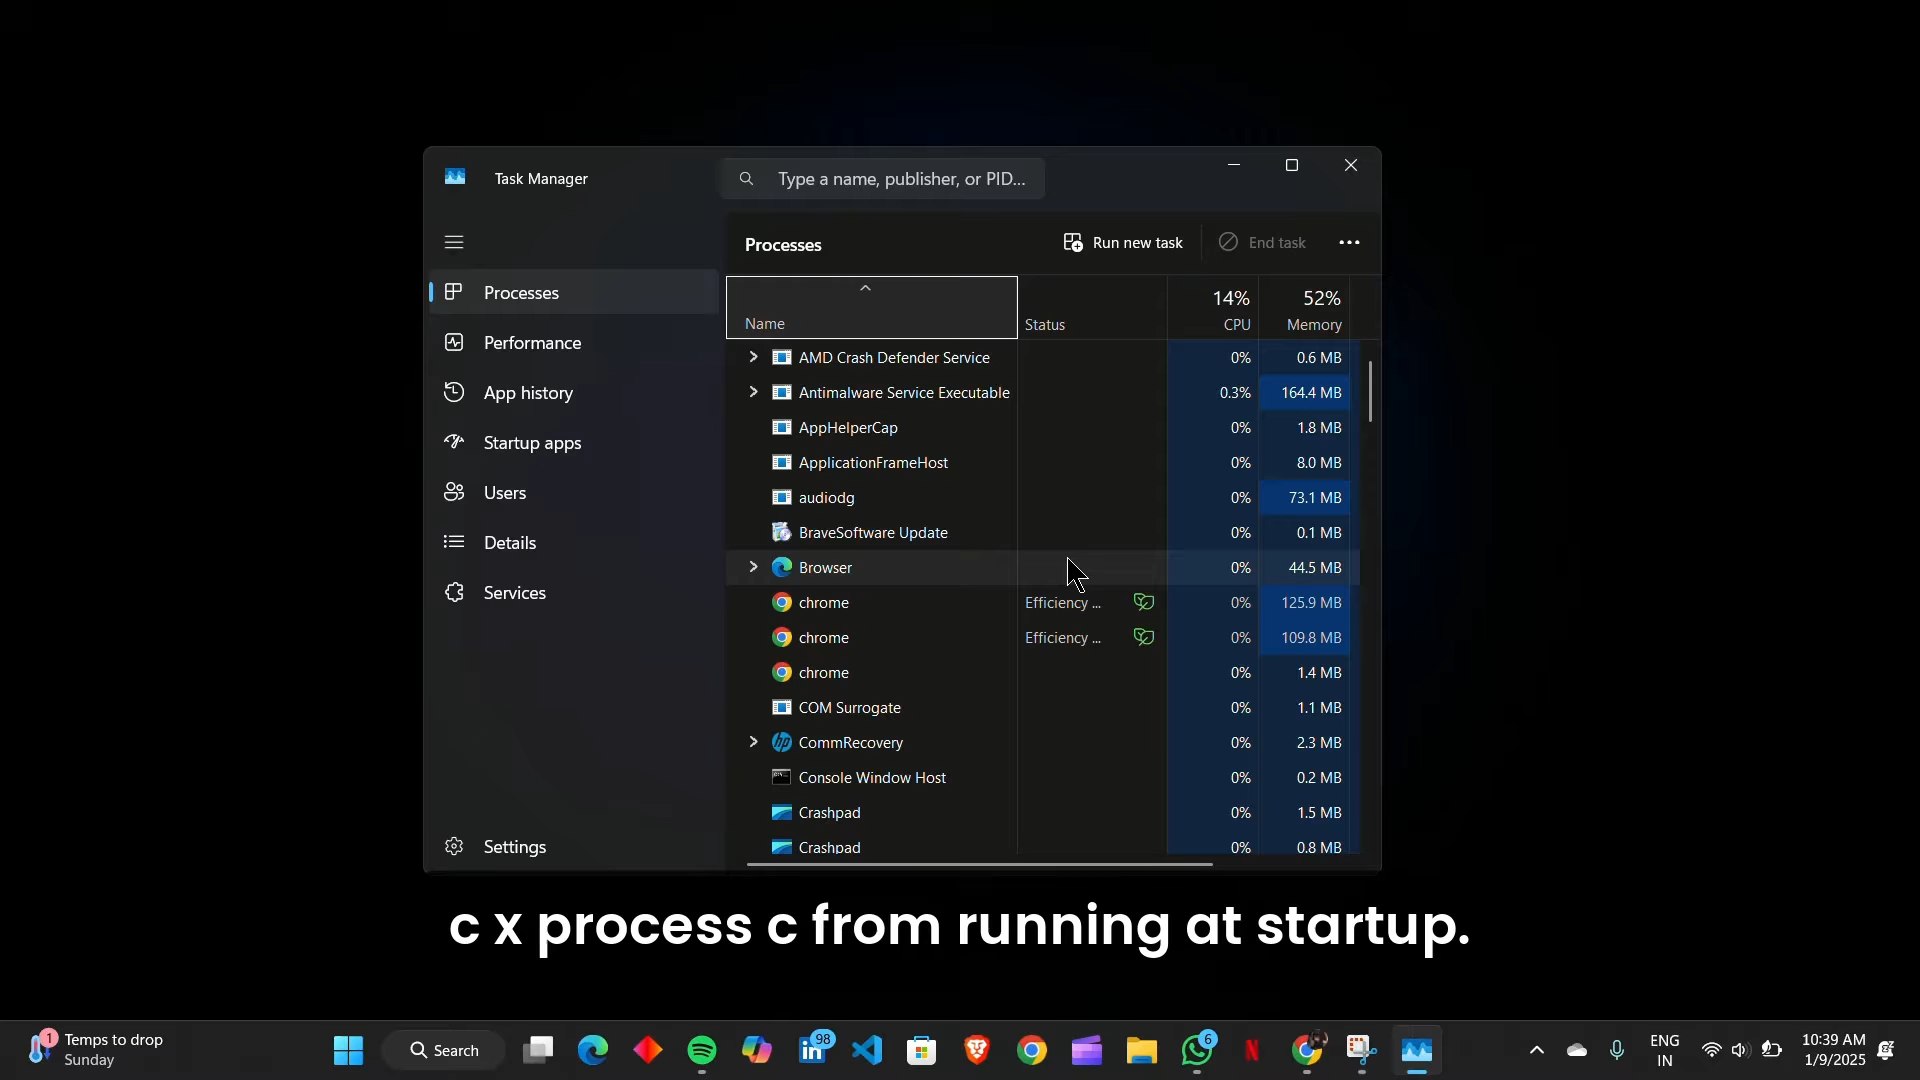 Task Manager
Type a name, publisher, or PID...
Processes
Run new task
End task
Processes
Performance
App history
Startup apps
Users
Details
Services
Settings
14% 52%
Name Status CPU Memory
AMD Crash Defender Service 0% 0.6 MB
Antimalware Service Executable 0.3% 164.4 MB
AppHelperCap 0% 1.8 MB
ApplicationFrameHost 0% 8.0 MB
audiodg 0% 73.1 MB
BraveSoftware Update 0% 0.1 MB
Browser 0% 44.5 MB
chrome Efficiency ... 0% 125.9 MB
chrome Efficiency ... 0% 109.8 MB
chrome 0% 1.4 MB
COM Surrogate 0% 1.1 MB
CommRecovery 0% 2.3 MB
Console Window Host 0% 0.2 MB
Crashpad 0% 1.5 MB
Crashpad 0% 0.8 MB
c x process c from running at startup.
1 Temps to drop
Sunday
Search
98
6
ENG
IN
10:39 AM
1/9/2025